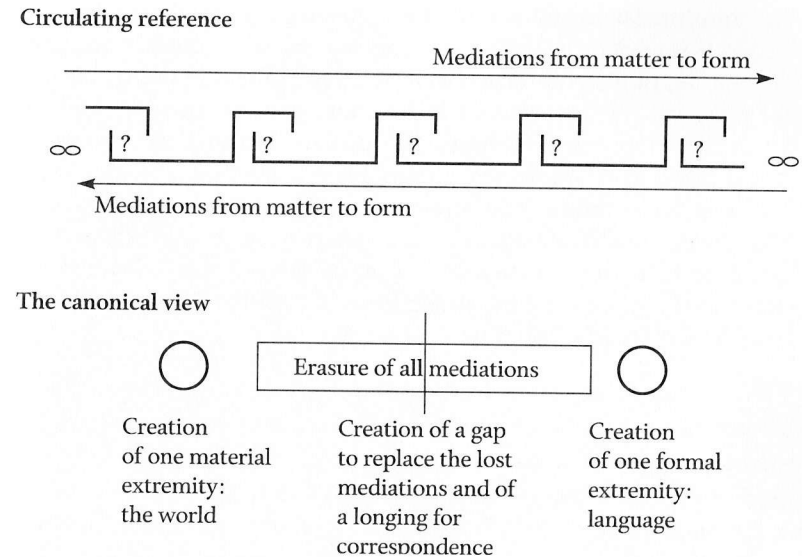 Circulating reference
Mediations from matter to form
∞ ? ? ? ? ? ∞
Mediations from matter to form
The canonical view
Erasure of all mediations
Creation
of one material
extremity:
the world
Creation of a gap
to replace the lost
mediations and of
a longing for
correspondence
Creation
of one formal
extremity:
language